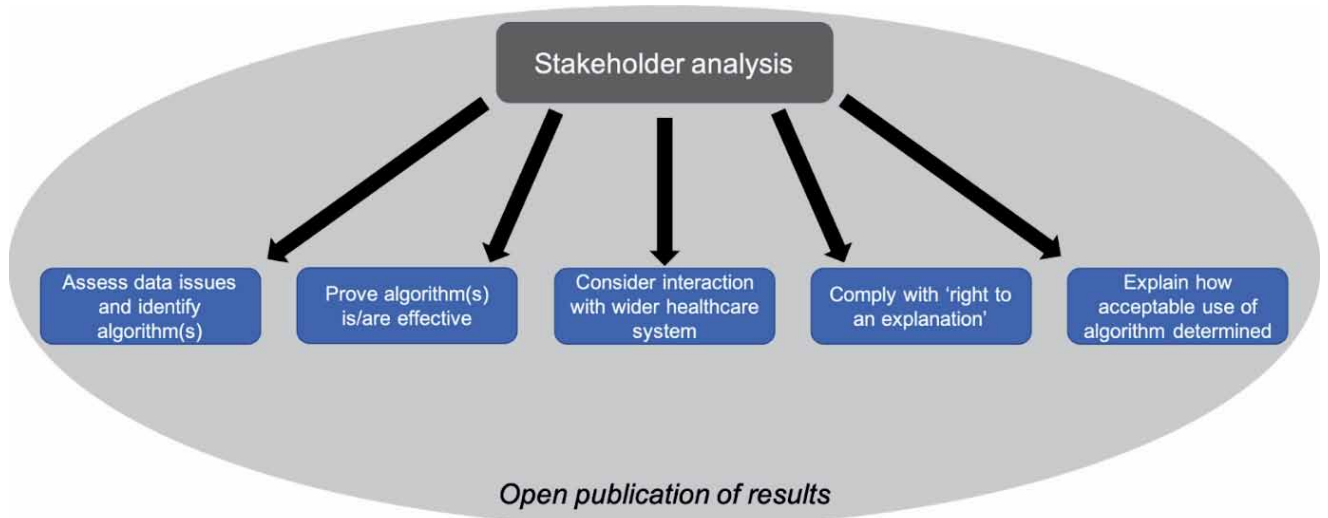 Stakeholder analysis
Assess data issues
and identify
algorithm(s)
Prove algorithm(s)
is/are effective
Consider interaction
with wider healthcare
system
Comply with ‘right to
an explanation’
Explain how
acceptable use of
algorithm determined
Open publication of results